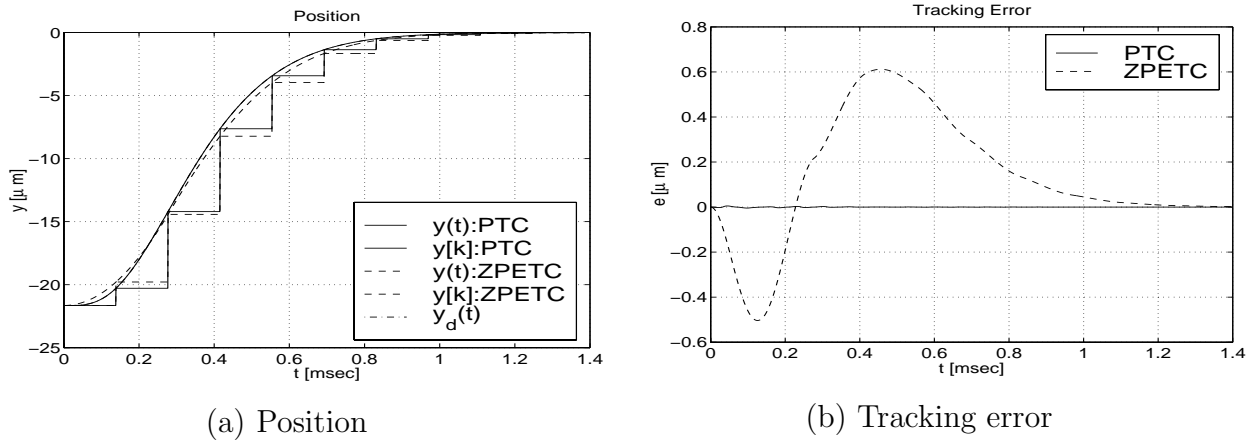 Position
y [μ m]
0
−5
−10
−15
−20
−25
0 0.2 0.4 0.6 0.8 1 1.2 1.4
t [msec]
y(t):PTC
y[k]:PTC
y(t):ZPETC
y[k]:ZPETC
y_d(t)
(a) Position
Tracking Error
e [μ m]
0.8
0.6
0.4
0.2
0
−0.2
−0.4
−0.6
0 0.2 0.4 0.6 0.8 1 1.2 1.4
t [msec]
PTC
ZPETC
(b) Tracking error